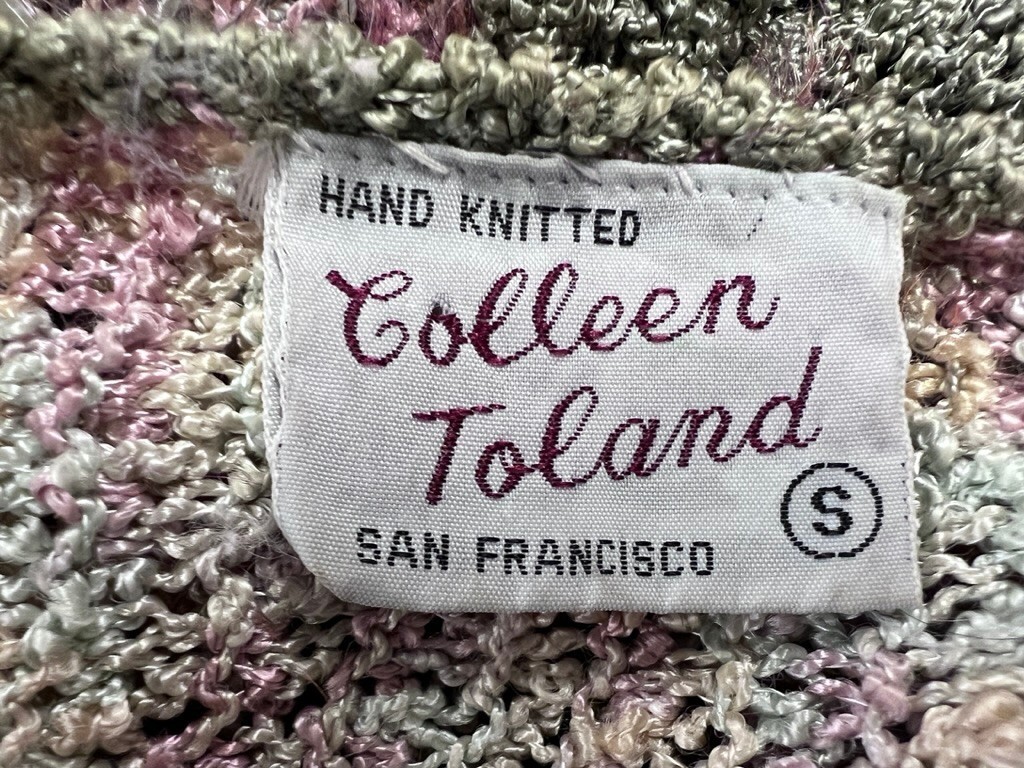 HAND KNITTED
Colleen
Toland
S
SAN FRANCISCO